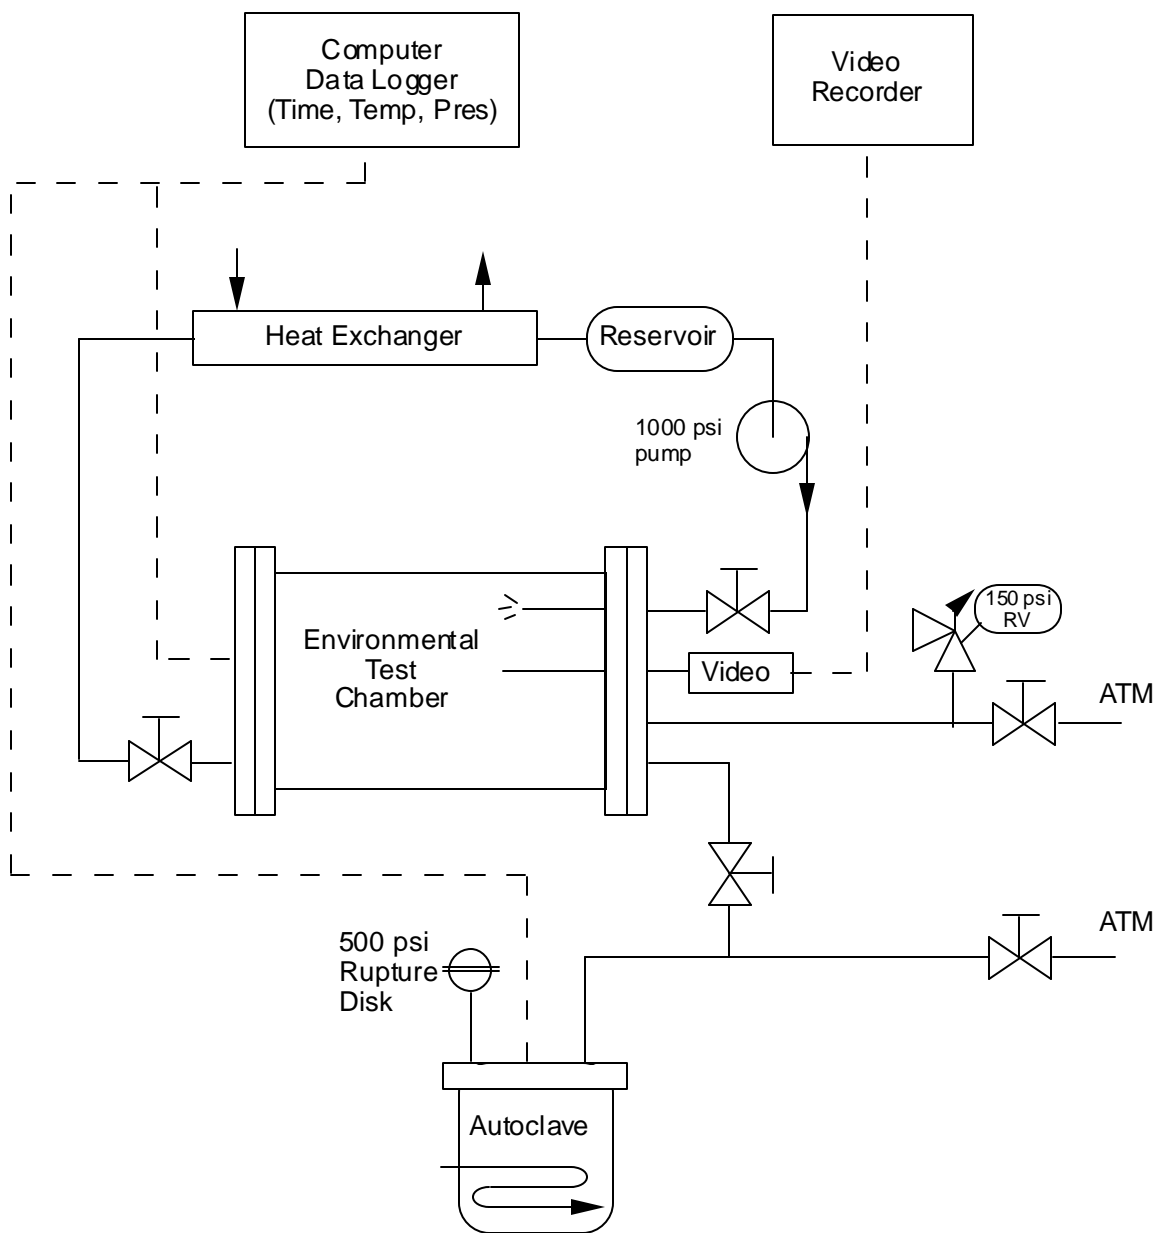 Computer
Data Logger
(Time, Temp, Pres)
Video
Recorder
Heat Exchanger
Reservoir
1000 psi
pump
Environmental
Test
Chamber
Video
150 psi
RV
ATM
500 psi
Rupture
Disk
ATM
Autoclave